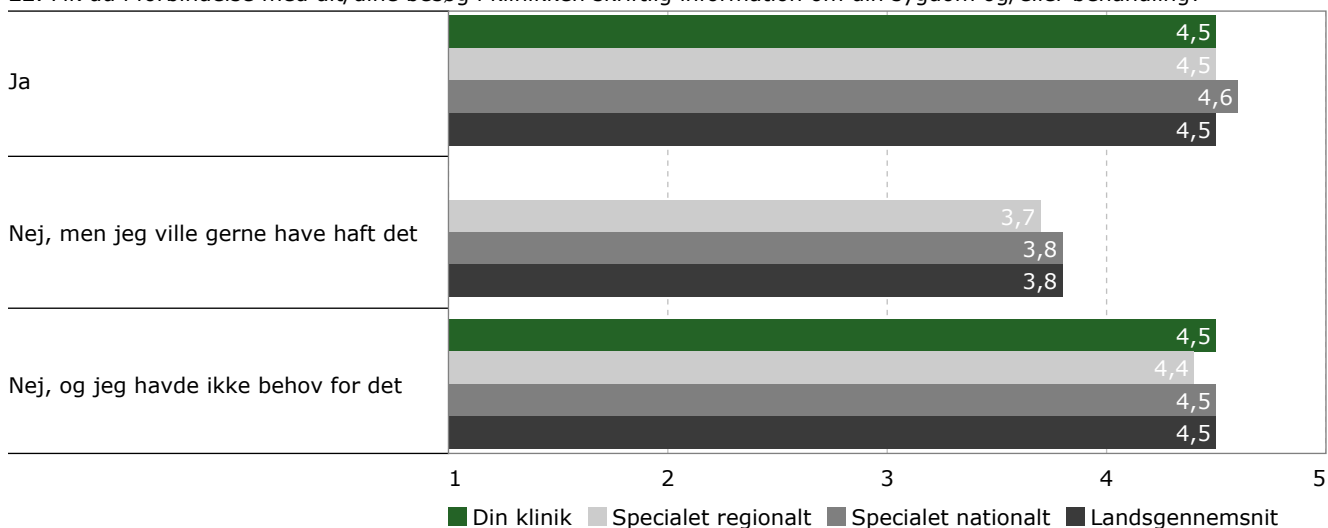 Ja
4,5
4,5
4,6
4,5
Nej, men jeg ville gerne have haft det
3,7
3,8
3,8
Nej, og jeg havde ikke behov for det
4,5
4,4
4,5
4,5
1 2 3 4 5
Din klinik Specialet regionalt Specialet nationalt Landsgennemsnit